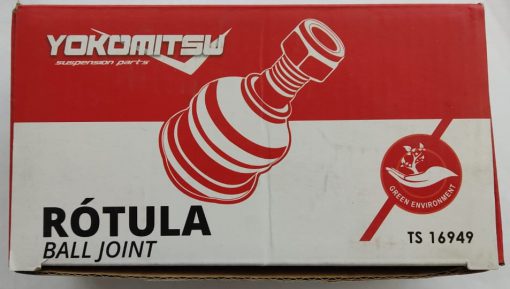 YOKOMITSU
suspension parts
RÓTULA
BALL JOINT
GREEN ENVIRONMENT
TS 16949